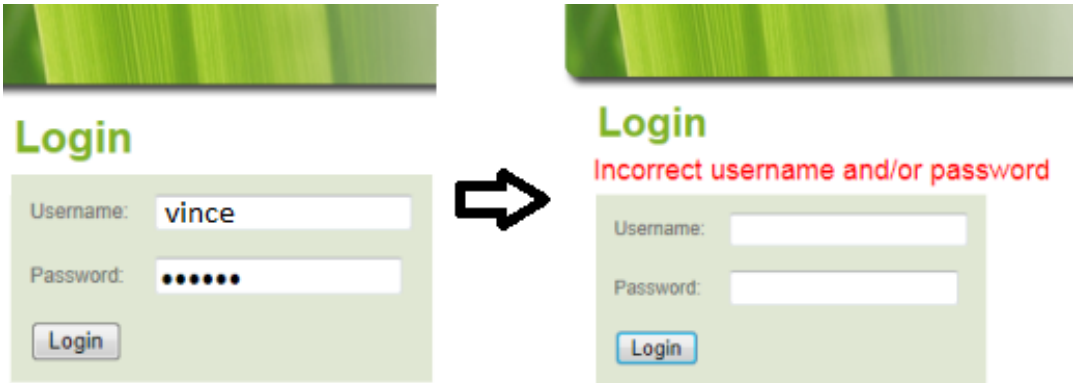 Login
Username: vince
Password: ••••••
Login
Login
Incorrect username and/or password
Username:
Password:
Login